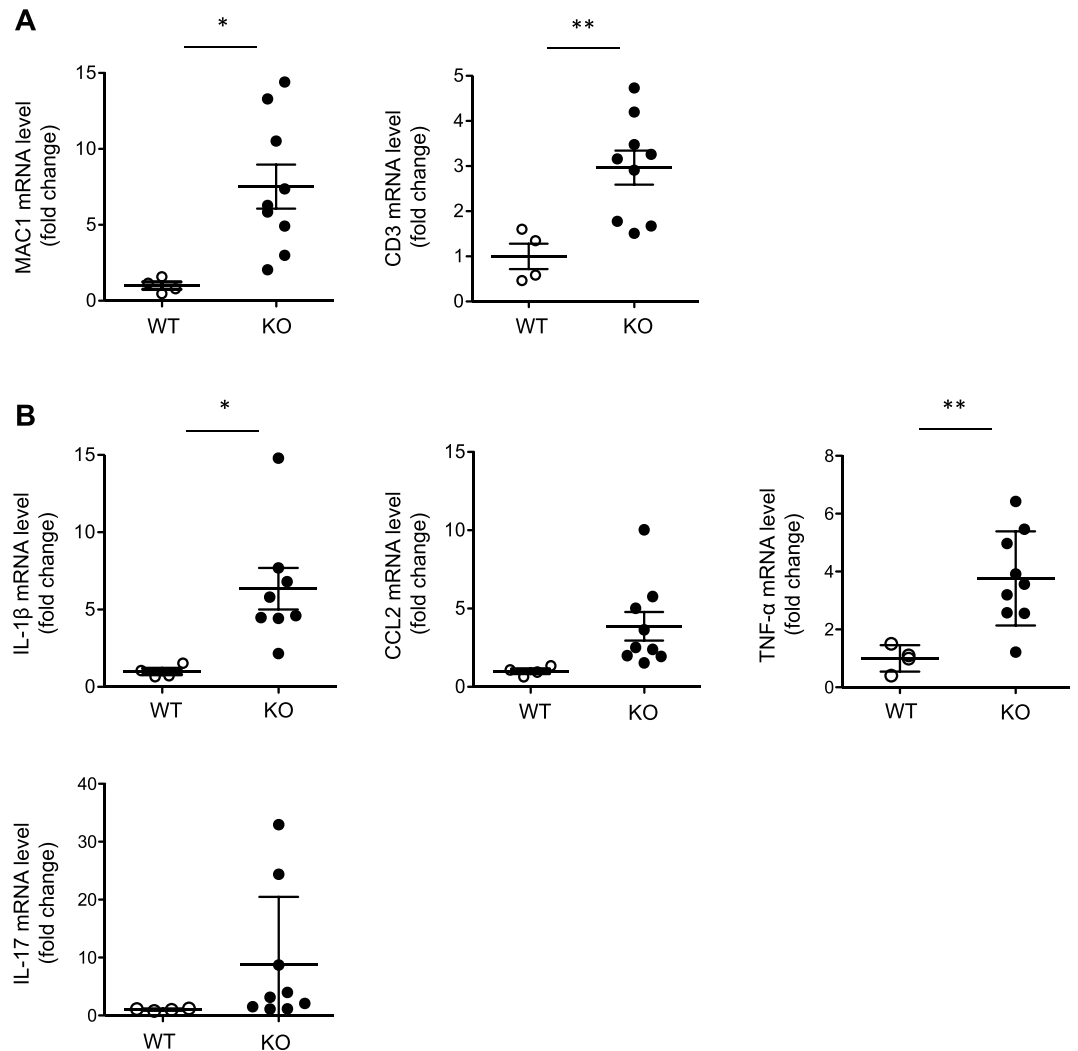 A
*
**
MAC1 mRNA level
(fold change)
15
10
5
0
WT
KO
CD3 mRNA level
(fold change)
5
4
3
2
1
0
WT
KO
B
*
**
IL-1β mRNA level
(fold change)
15
10
5
0
WT
KO
CCL2 mRNA level
(fold change)
15
10
5
0
WT
KO
TNF-α mRNA level
(fold change)
8
6
4
2
0
WT
KO
IL-17 mRNA level
(fold change)
40
30
20
10
0
WT
KO